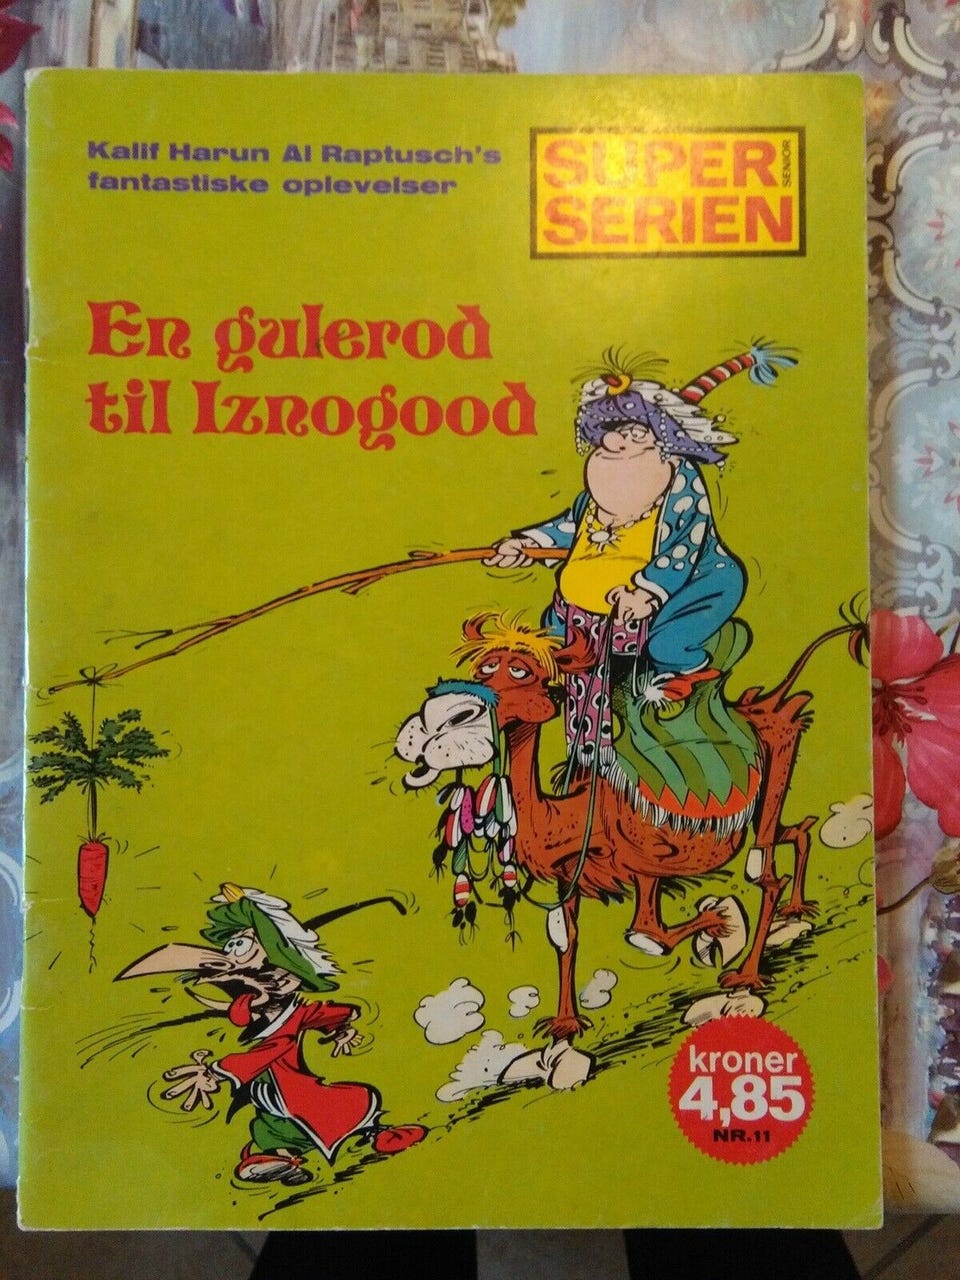 Kalif Harun Al Raptusch's
fantastiske oplevelser
SUPER
SENIOR
SERIEN
En gulerod
til Iznogood
kroner
4,85
NR.11